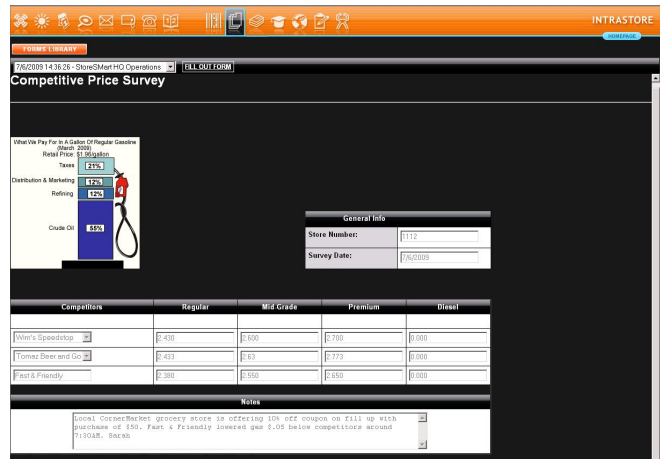 INTRASTORE
HOMEPAGE
FORMS LIBRARY
7/6/2009 14:36:26 - StoreSMart HQ Operations FILL OUT FORM
Competitive Price Survey
What We Pay For In A Gallon Of Regular Gasoline
(March 2009)
Retail Price: $1.96/gallon
Taxes 21%
Distribution & Marketing 12%
Refining 12%
Crude Oil 55%
General Info
Store Number: 1112
Survey Date: 7/6/2009
Competitors Regular Mid Grade Premium Diesel
Wim's Speedstop 2.430 2.600 2.700 0.000
Tomaz Beer and Go 2.433 2.63 2.773 0.000
Fast & Friendly 2.380 2.550 2.650 0.000
Notes
Local CornerMarket grocery store is offering 10% off coupon on fill up with
purchase of $50. Fast & Friendly lowered gas $.05 below competitors around
7:30AM. Sarah